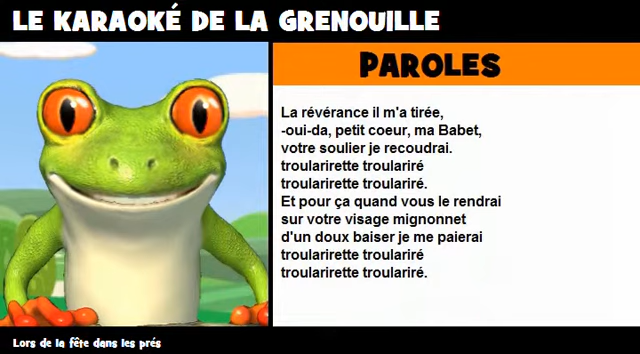 LE KARAOKÉ DE LA GRENOUILLE
PAROLES
La révérance il m'a tirée,
-oui-da, petit coeur, ma Babet,
votre soulier je recoudrai.
troularirette troulariré
troularirette troulariré.
Et pour ça quand vous le rendrai
sur votre visage mignonnet
d'un doux baiser je me paierai
troularirette troulariré
troularirette troulariré.
Lors de la fête dans les prés